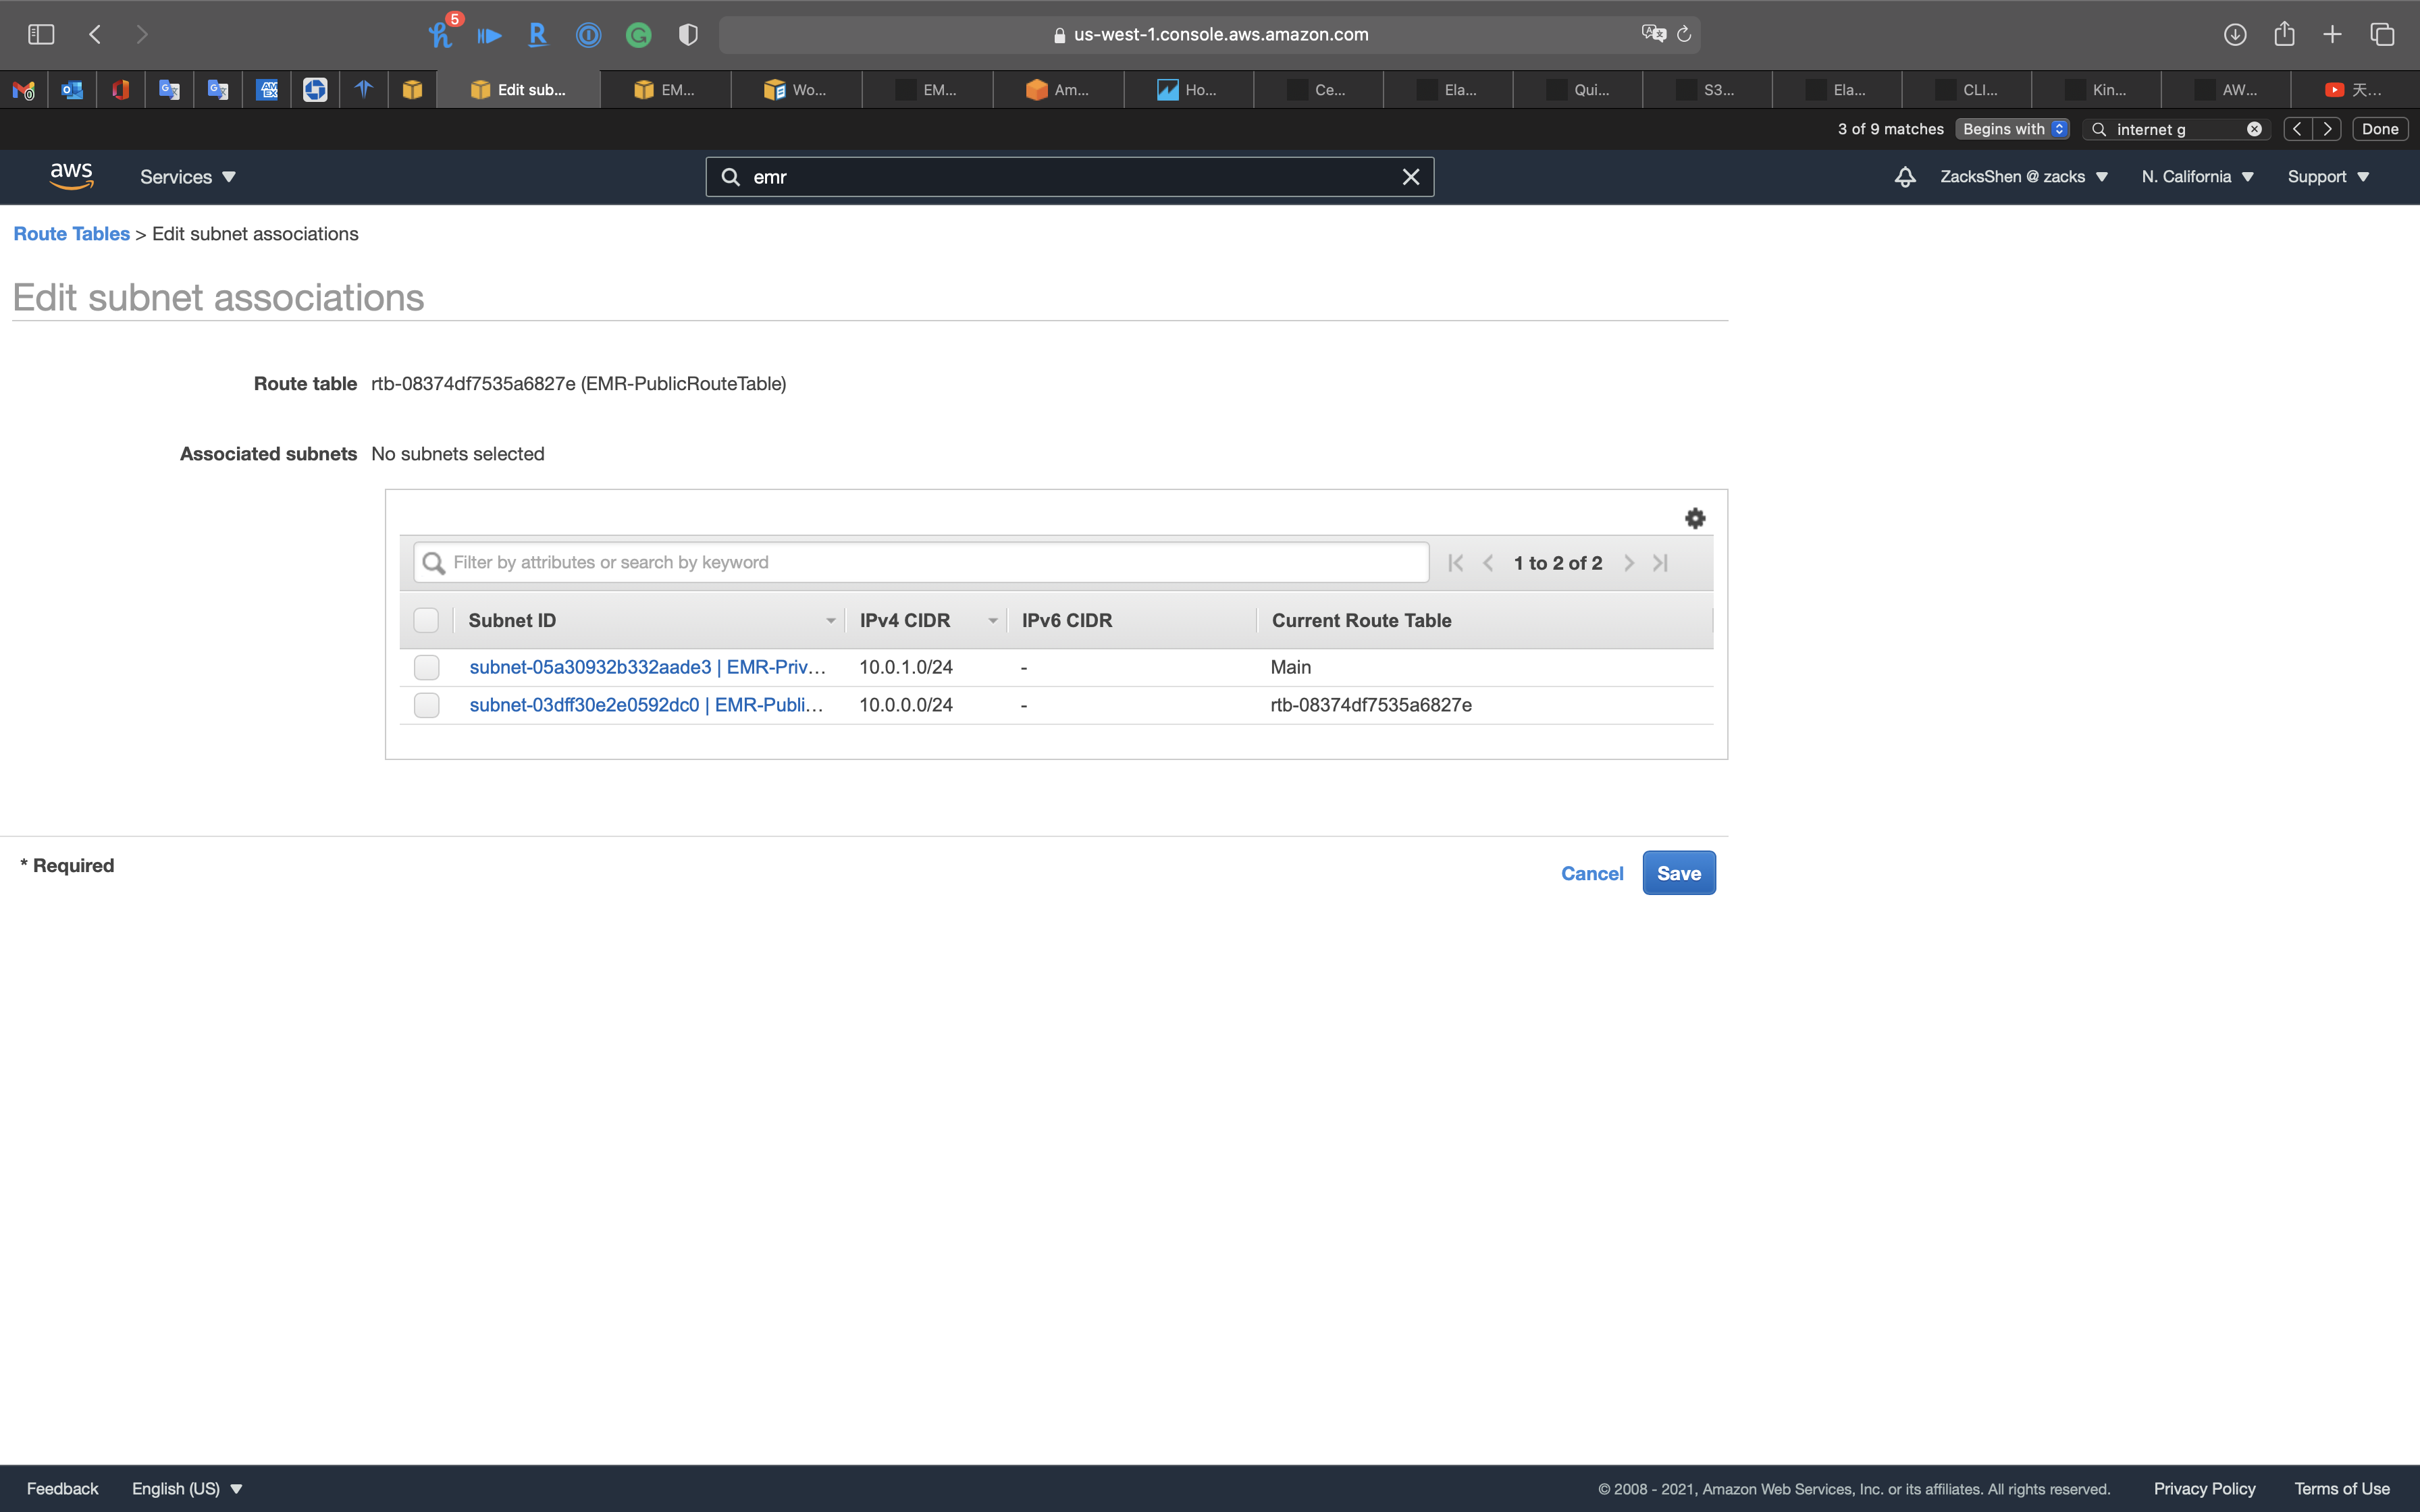 5
us-west-1.console.aws.amazon.com
Edit sub... EM... Wo... EM... Am... Ho... Ce... Ela... Qui... S3... Ela... CLI... Kin... AW... 天...
3 of 9 matches Begins with internet g Done
aws Services emr ZacksShen @ zacks N. California Support
Route Tables > Edit subnet associations
Edit subnet associations
Route table rtb-08374df7535a6827e (EMR-PublicRouteTable)
Associated subnets No subnets selected
Filter by attributes or search by keyword 1 to 2 of 2
Subnet ID IPv4 CIDR IPv6 CIDR Current Route Table
subnet-05a30932b332aade3 | EMR-Priv... 10.0.1.0/24 - Main
subnet-03dff30e2e0592dc0 | EMR-Publi... 10.0.0.0/24 - rtb-08374df7535a6827e
* Required
Cancel Save
Feedback English (US) © 2008 - 2021, Amazon Web Services, Inc. or its affiliates. All rights reserved. Privacy Policy Terms of Use